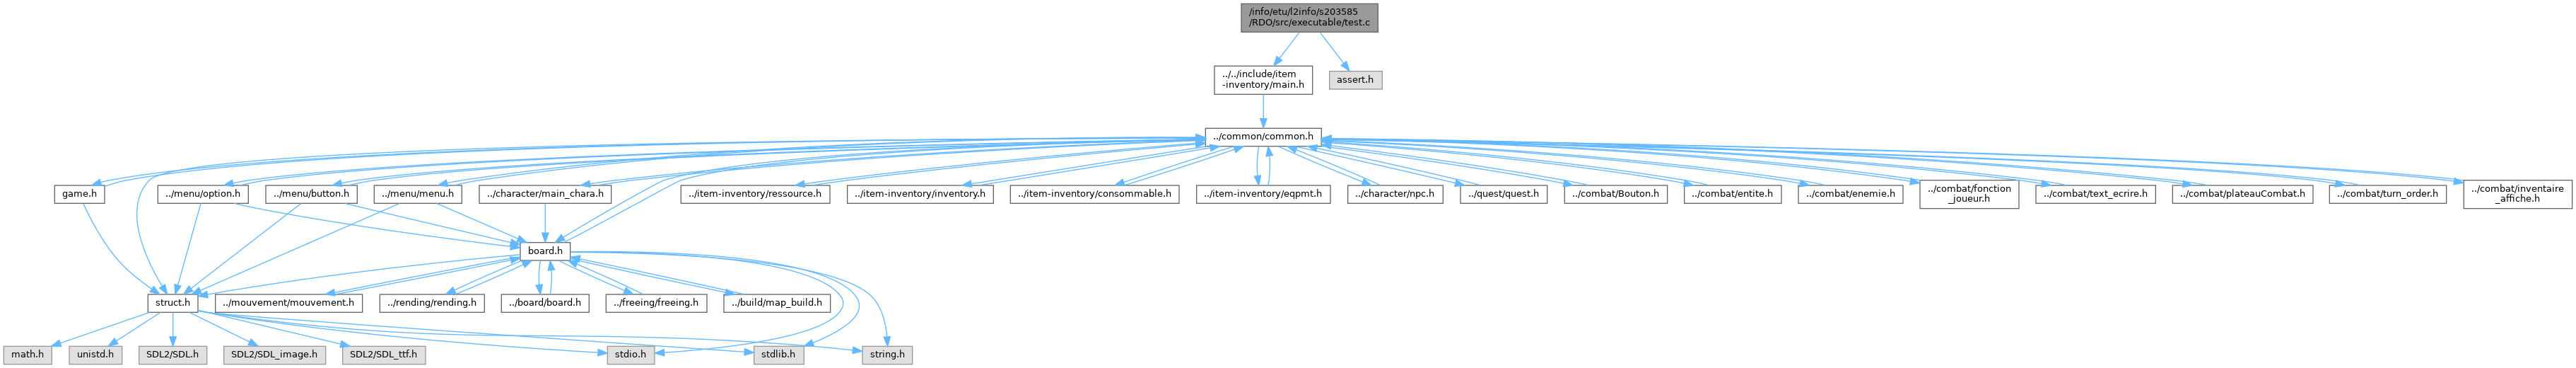 /info/etu/l2info/s203585
/RDO/src/executable/test.c
../../include/item
-inventory/main.h
assert.h
../common/common.h
game.h
../menu/option.h
../menu/button.h
../menu/menu.h
../character/main_chara.h
../item-inventory/ressource.h
../item-inventory/inventory.h
../item-inventory/consommable.h
../item-inventory/eqpmt.h
../character/npc.h
../quest/quest.h
../combat/Bouton.h
../combat/entite.h
../combat/enemie.h
../combat/fonction
_joueur.h
../combat/text_ecrire.h
../combat/plateauCombat.h
../combat/turn_order.h
../combat/inventaire
_affiche.h
board.h
struct.h
../mouvement/mouvement.h
../rending/rending.h
../board/board.h
../freeing/freeing.h
../build/map_build.h
math.h
unistd.h
SDL2/SDL.h
SDL2/SDL_image.h
SDL2/SDL_ttf.h
stdio.h
stdlib.h
string.h